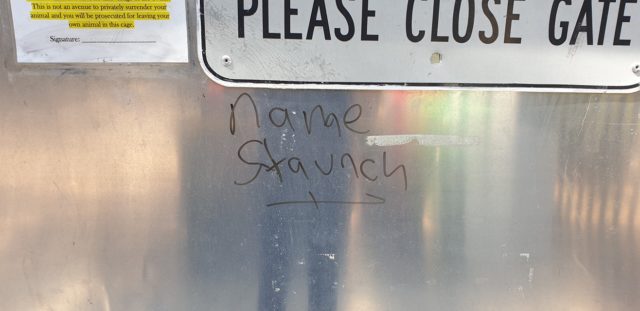 This is not an avenue to privately surrender your
animal and you will be prosecuted for leaving your
own animal in this cage.
Signature:
PLEASE CLOSE GATE
name
Staunch